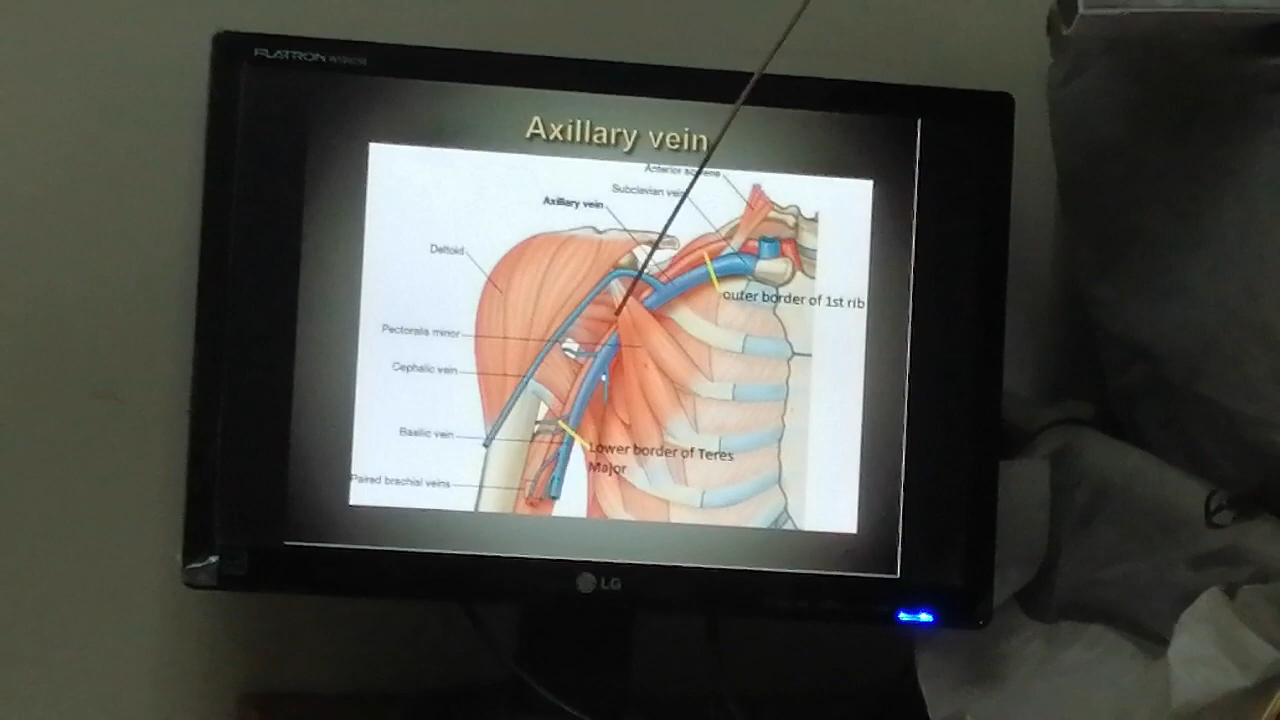 FLATRON
Axillary vein
Anterior scalene
Subclavian vein
Axillary vein
Deltoid
outer border of 1st rib
Pectoralis minor
Cephalic vein
Basilic vein
Lower border of Teres
Major
Paired brachial veins
LG